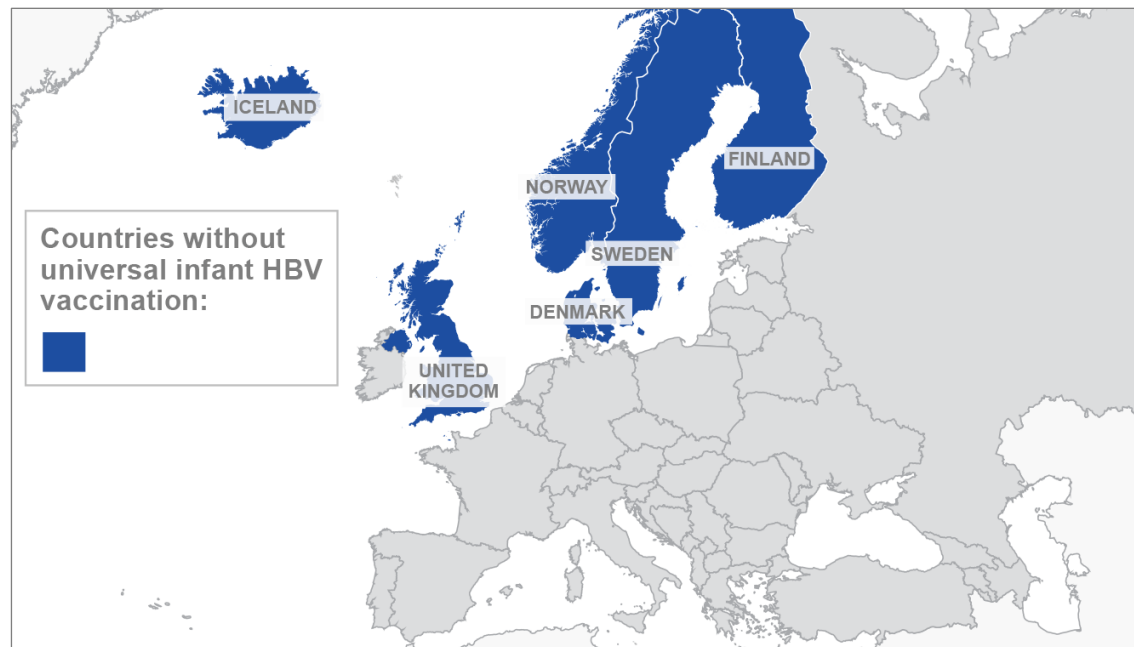 ICELAND
FINLAND
NORWAY
Countries without
universal infant HBV
vaccination:
SWEDEN
DENMARK
UNITED
KINGDOM